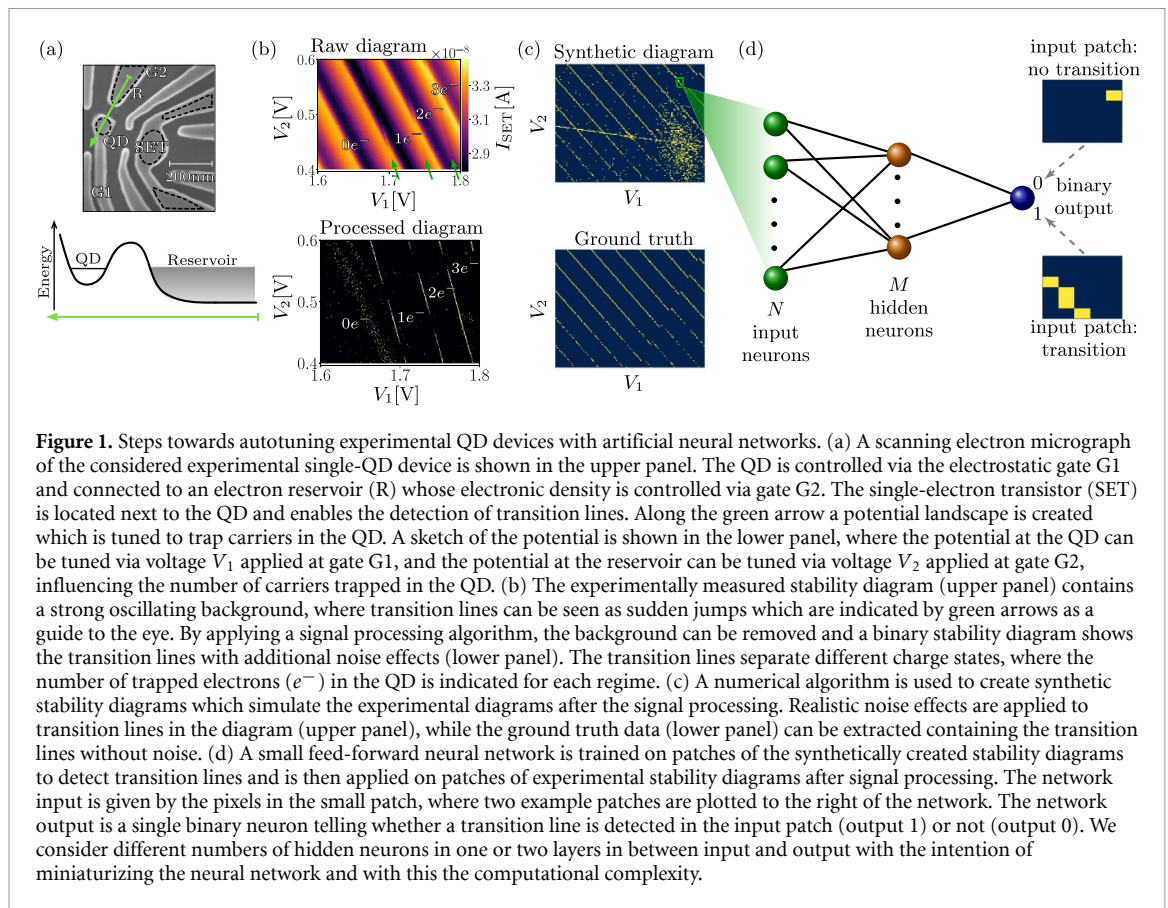 (a)
G2
R
QD
SET
200nm
G1
Energy
QD
Reservoir
(b)
Raw diagram
×10⁻⁸
V₂[V]
0.6
0.5
0.4
0e⁻
1e⁻
2e⁻
3e⁻
1.6
1.7
1.8
V₁[V]
3.3
3.1
2.9
I_SET[A]
Processed diagram
V₂[V]
0.6
0.5
0.4
0e⁻
1e⁻
2e⁻
3e⁻
1.6
1.7
1.8
V₁[V]
(c)
Synthetic diagram
V₂
V₁
Ground truth
V₂
V₁
(d)
N
input
neurons
M
hidden
neurons
0
1
binary
output
input patch:
no transition
input patch:
transition
Figure 1. Steps towards autotuning experimental QD devices with artificial neural networks. (a) A scanning electron micrograph
of the considered experimental single-QD device is shown in the upper panel. The QD is controlled via the electrostatic gate G1
and connected to an electron reservoir (R) whose electronic density is controlled via gate G2. The single-electron transistor (SET)
is located next to the QD and enables the detection of transition lines. Along the green arrow a potential landscape is created
which is tuned to trap carriers in the QD. A sketch of the potential is shown in the lower panel, where the potential at the QD can
be tuned via voltage V₁ applied at gate G1, and the potential at the reservoir can be tuned via voltage V₂ applied at gate G2,
influencing the number of carriers trapped in the QD. (b) The experimentally measured stability diagram (upper panel) contains
a strong oscillating background, where transition lines can be seen as sudden jumps which are indicated by green arrows as a
guide to the eye. By applying a signal processing algorithm, the background can be removed and a binary stability diagram shows
the transition lines with additional noise effects (lower panel). The transition lines separate different charge states, where the
number of trapped electrons (e⁻) in the QD is indicated for each regime. (c) A numerical algorithm is used to create synthetic
stability diagrams which simulate the experimental diagrams after the signal processing. Realistic noise effects are applied to
transition lines in the diagram (upper panel), while the ground truth data (lower panel) can be extracted containing the transition
lines without noise. (d) A small feed-forward neural network is trained on patches of the synthetically created stability diagrams
to detect transition lines and is then applied on patches of experimental stability diagrams after signal processing. The network
input is given by the pixels in the small patch, where two example patches are plotted to the right of the network. The network
output is a single binary neuron telling whether a transition line is detected in the input patch (output 1) or not (output 0). We
consider different numbers of hidden neurons in one or two layers in between input and output with the intention of
miniaturizing the neural network and with this the computational complexity.